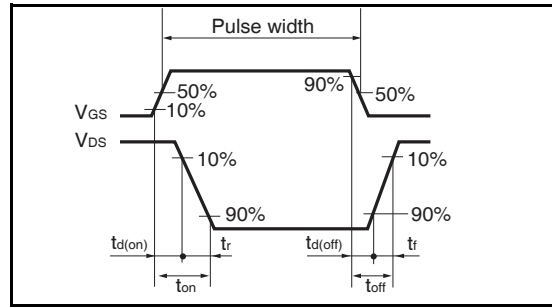 Pulse width
90%
50%
50%
10%
VGS
VDS
10%
10%
90%
90%
td(on)
tr
td(off)
tf
ton
toff